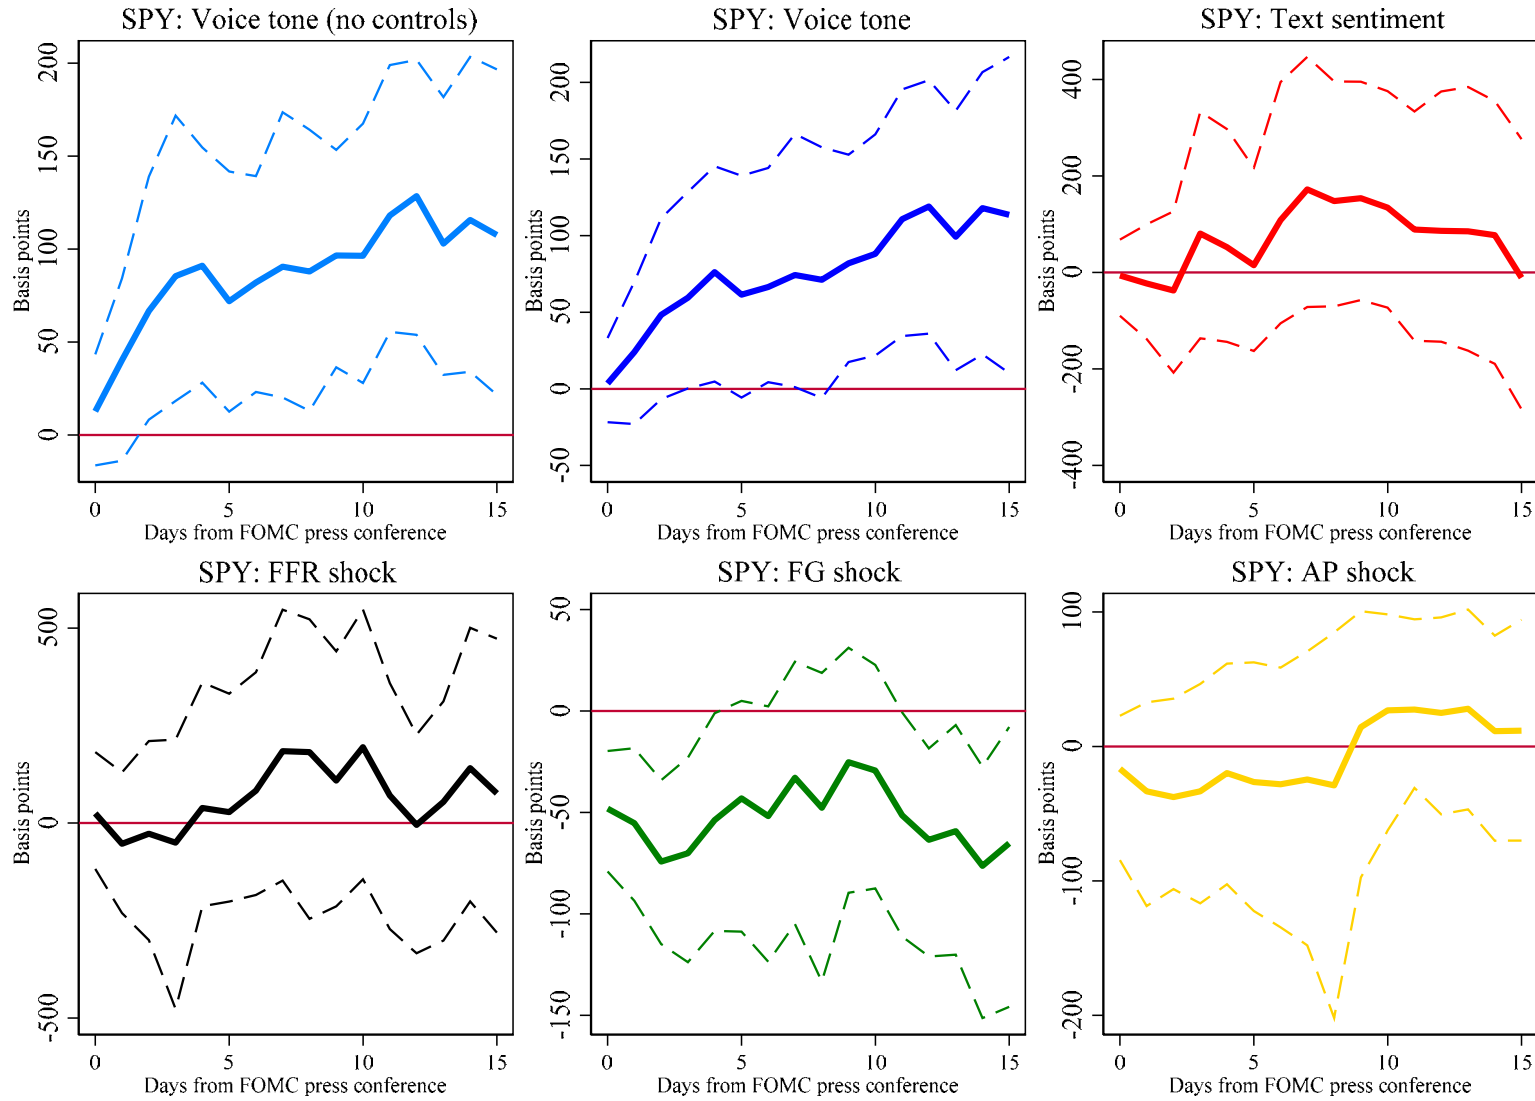 SPY: Voice tone (no controls)
Basis points
200
150
100
50
0
0 5 10 15
Days from FOMC press conference
SPY: Voice tone
Basis points
200
150
100
50
0
-50
0 5 10 15
Days from FOMC press conference
SPY: Text sentiment
Basis points
400
200
0
-200
-400
0 5 10 15
Days from FOMC press conference
SPY: FFR shock
Basis points
500
0
-500
0 5 10 15
Days from FOMC press conference
SPY: FG shock
Basis points
50
0
-50
-100
-150
0 5 10 15
Days from FOMC press conference
SPY: AP shock
Basis points
100
0
-100
-200
0 5 10 15
Days from FOMC press conference